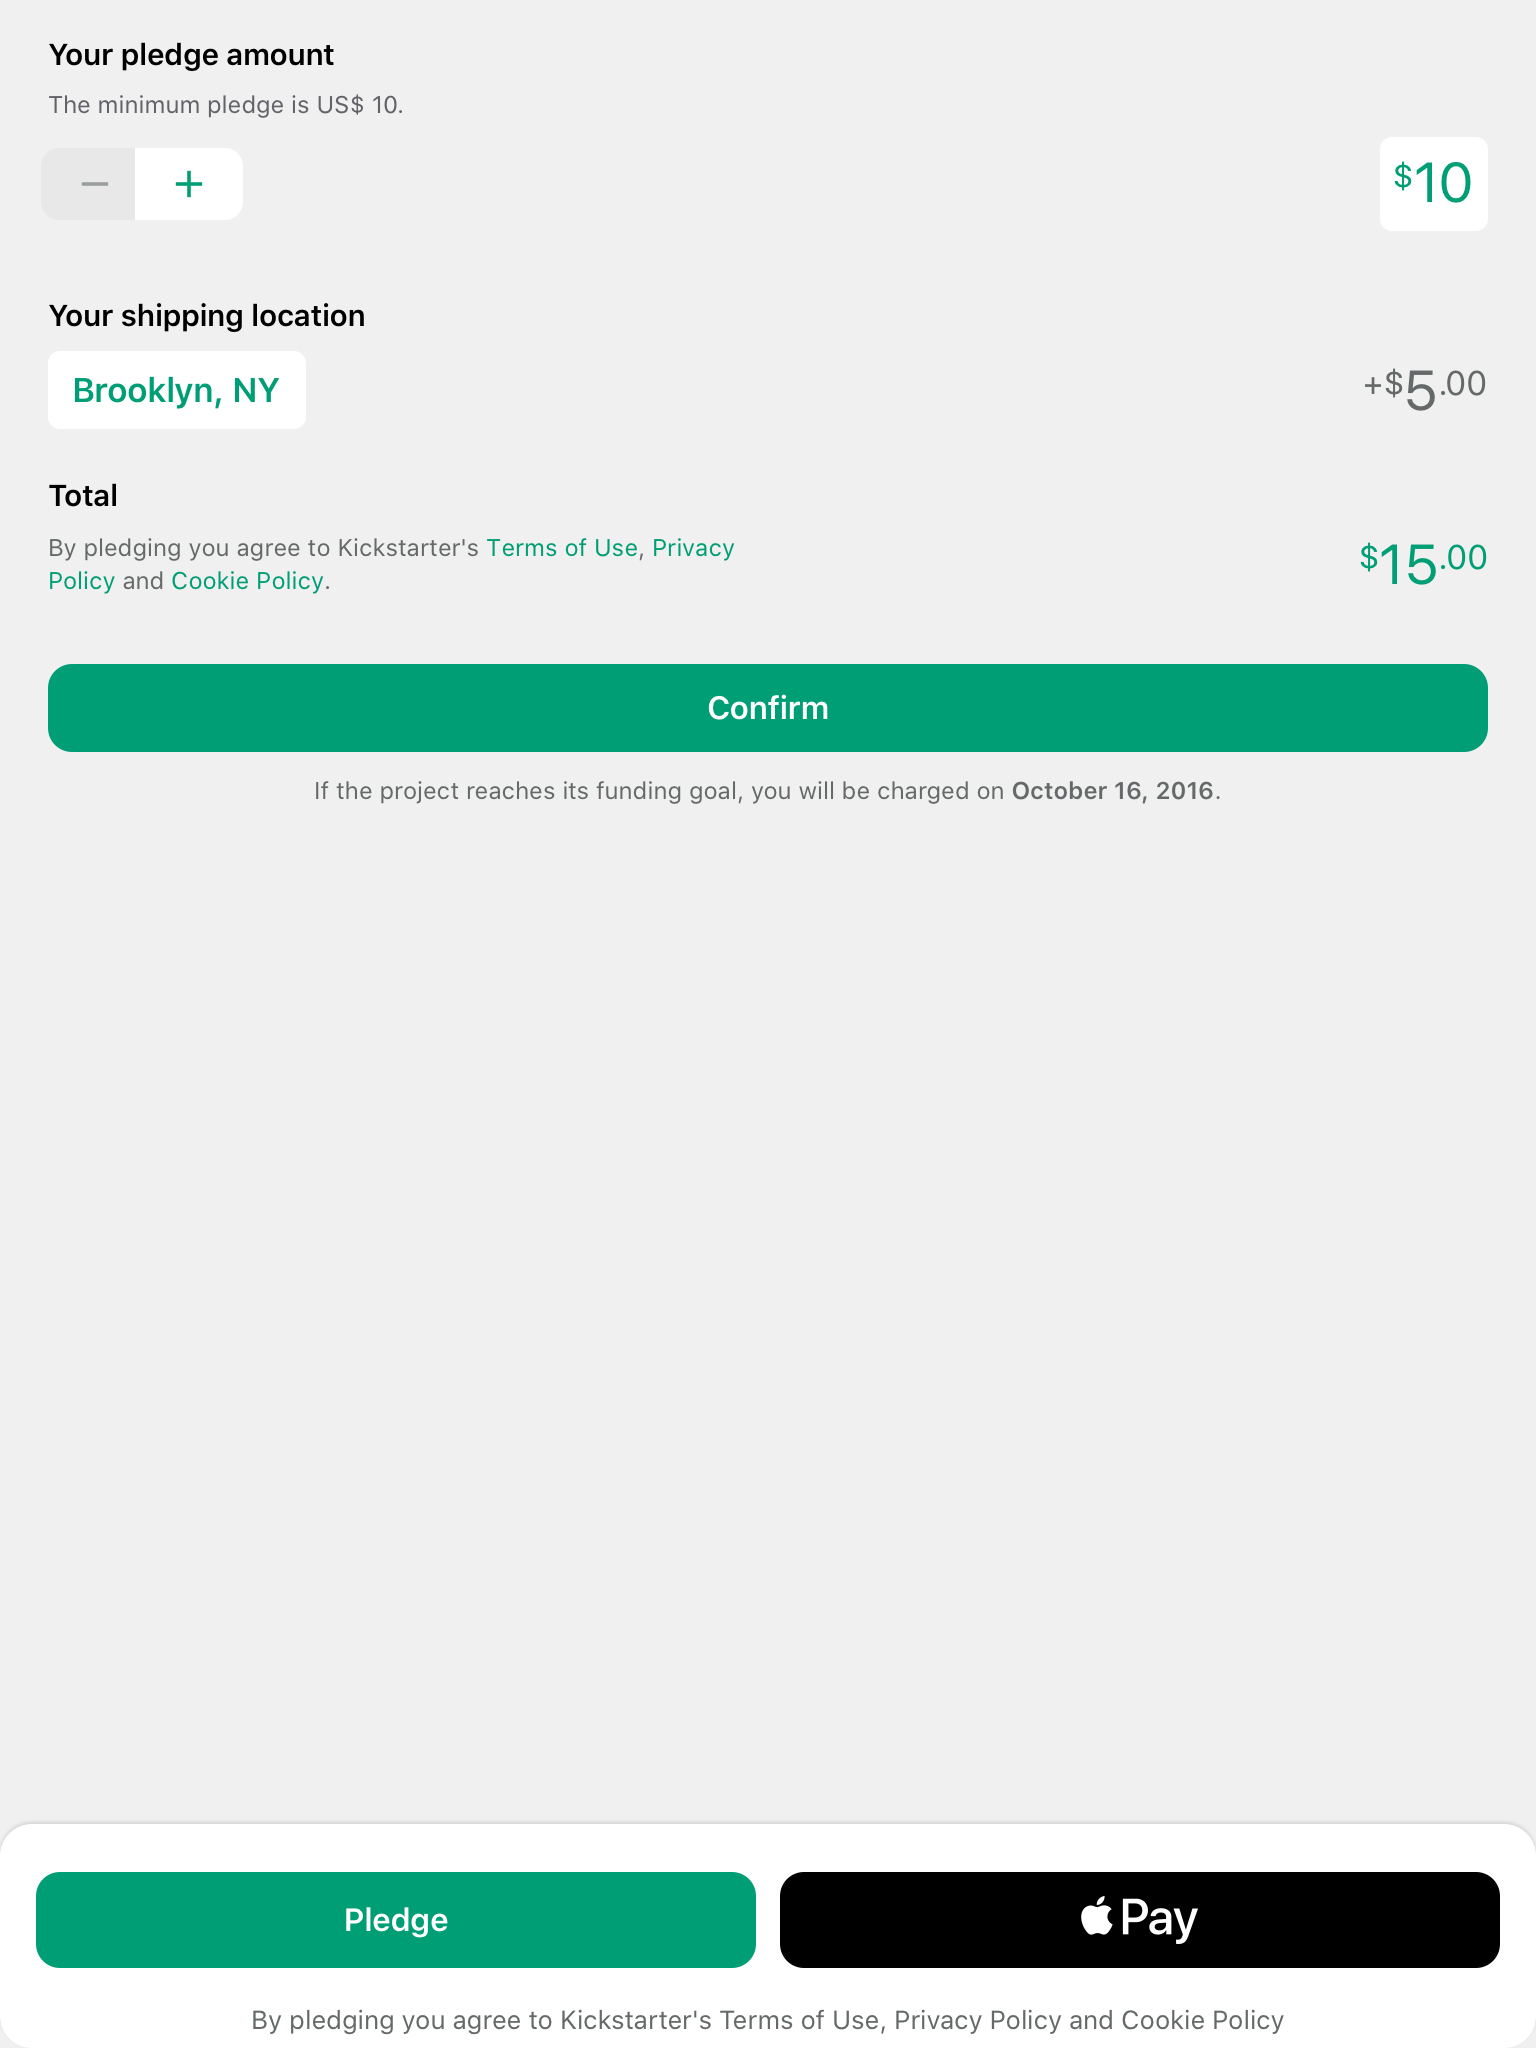 Your pledge amount
The minimum pledge is US$ 10.
$10
Your shipping location
Brooklyn, NY
+$5.00
Total
By pledging you agree to Kickstarter's Terms of Use, Privacy
Policy and Cookie Policy.
$15.00
Confirm
If the project reaches its funding goal, you will be charged on October 16, 2016.
Pledge
Pay
By pledging you agree to Kickstarter's Terms of Use, Privacy Policy and Cookie Policy